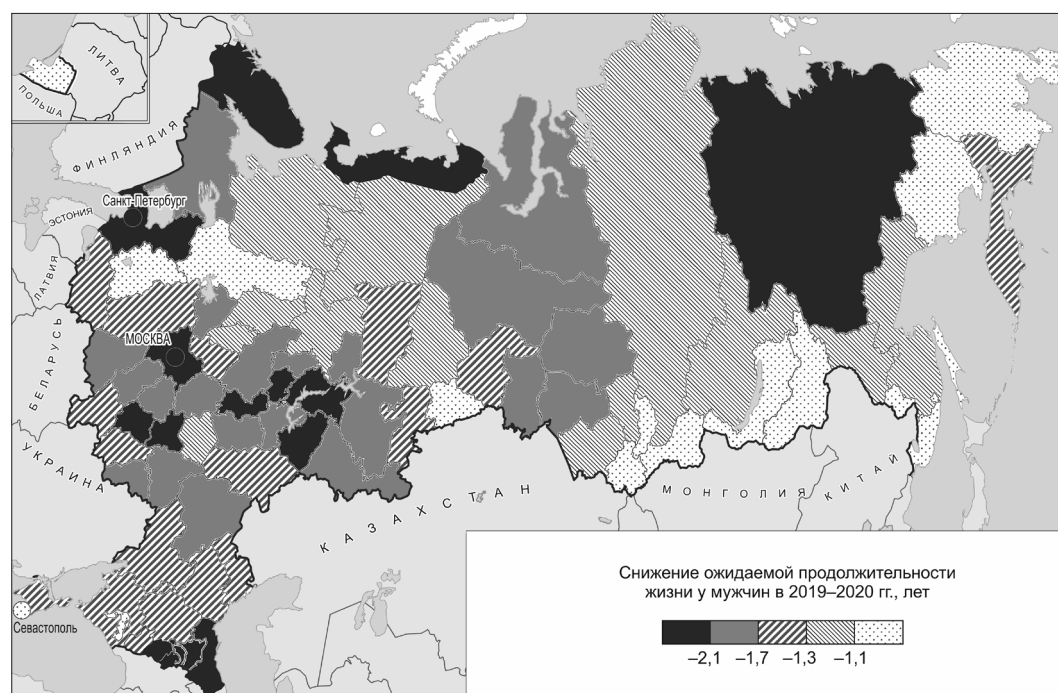 ЛИТВА
ПОЛЬША
ФИНЛЯНДИЯ
Санкт-Петербург
ЭСТОНИЯ
ЛАТВИЯ
МОСКВА
БЕЛАРУСЬ
УКРАИНА
КАЗАХСТАН
МОНГОЛИЯ
КИТАЙ
Севастополь
Снижение ожидаемой продолжительности
жизни у мужчин в 2019–2020 гг., лет
–2,1 –1,7 –1,3 –1,1